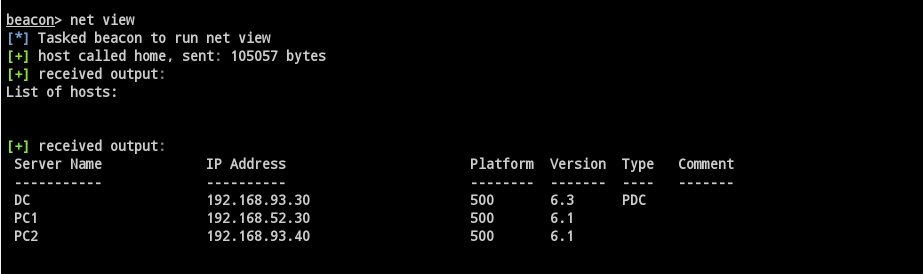 beacon> net view
[*] Tasked beacon to run net view
[+] host called home, sent: 105057 bytes
[+] received output:
List of hosts:
[+] received output:
Server Name IP Address Platform Version Type Comment
----------- ---------- -------- ------- ---- -------
DC 192.168.93.30 500 6.3 PDC
PC1 192.168.52.30 500 6.1
PC2 192.168.93.40 500 6.1